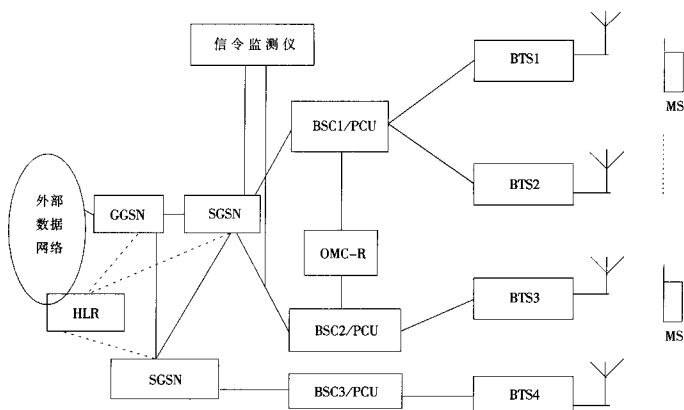 信令监测仪
BTS1
MS
BSC1/PCU
BTS2
外部
数据
网络
GGSN
SGSN
OMC-R
HLR
BTS3
BSC2/PCU
MS
SGSN
BSC3/PCU
BTS4